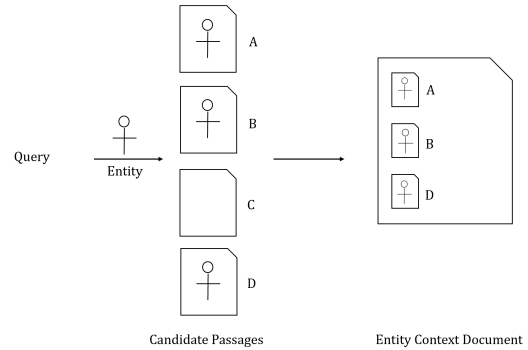 Query
Entity
A
B
C
D
A
B
D
Candidate Passages
Entity Context Document